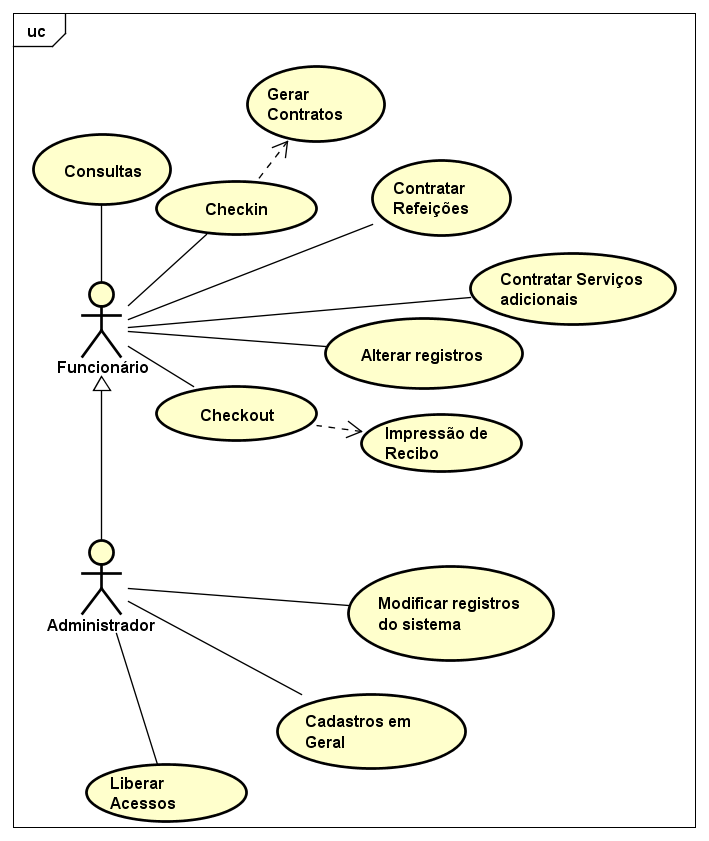 uc
Gerar
Contratos
Consultas
Checkin
Contratar
Refeições
Contratar Serviços
adicionais
Alterar registros
Funcionário
Checkout
Impressão de
Recibo
Administrador
Modificar registros
do sistema
Cadastros em
Geral
Liberar
Acessos